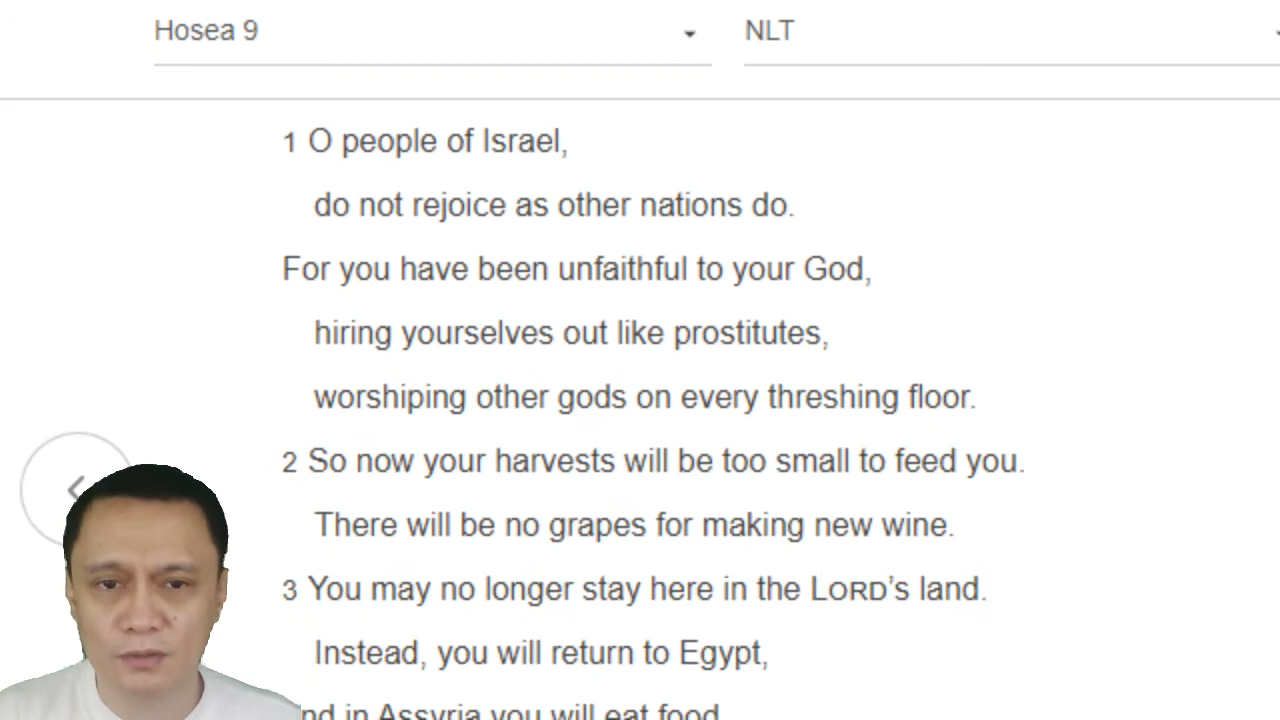 Hosea 9
NLT
1 O people of Israel,
do not rejoice as other nations do.
For you have been unfaithful to your God,
hiring yourselves out like prostitutes,
worshiping other gods on every threshing floor.
2 So now your harvests will be too small to feed you.
There will be no grapes for making new wine.
3 You may no longer stay here in the LORD’s land.
Instead, you will return to Egypt,
nd in Assyria you will eat food